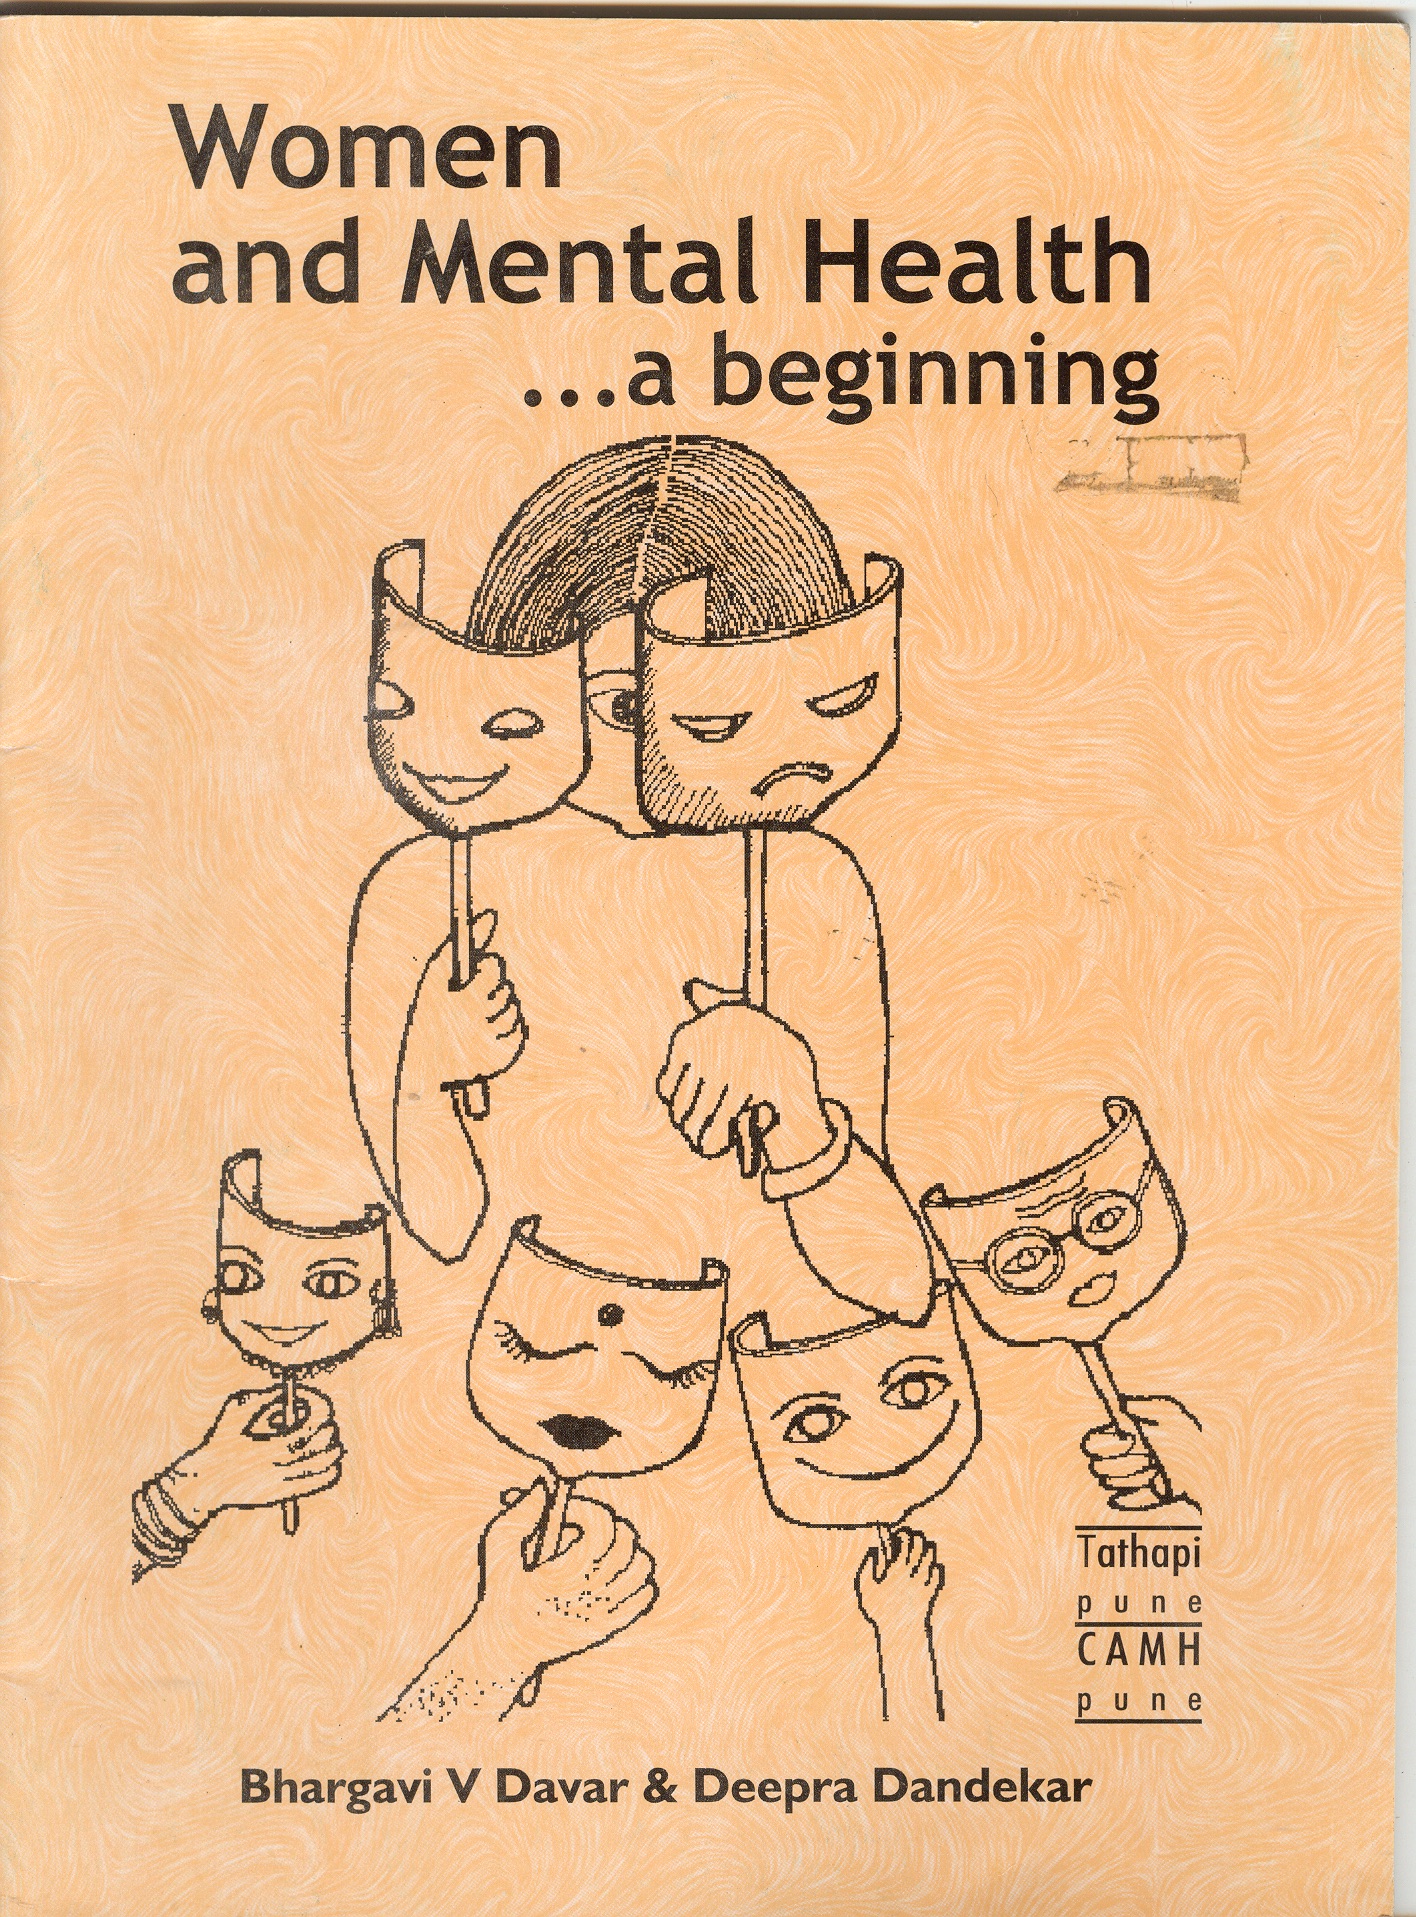 Women
and Mental Health
...a beginning
Tathapi
pune
CAMH
pune
Bhargavi V Davar & Deepra Dandekar